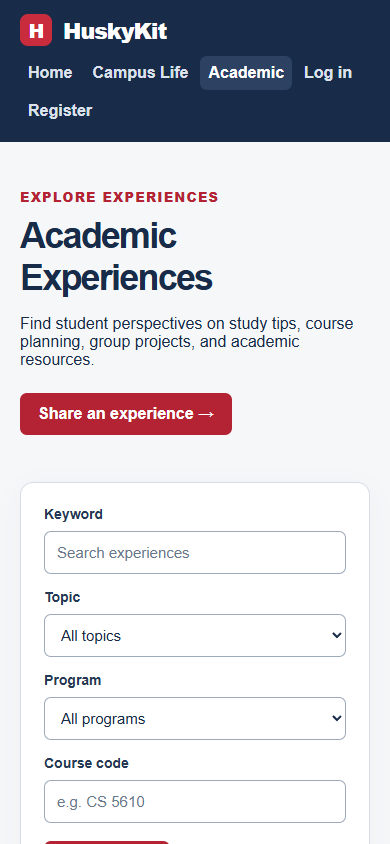 H HuskyKit
Home Campus Life Academic Log in
Register
EXPLORE EXPERIENCES
Academic
Experiences
Find student perspectives on study tips, course
planning, group projects, and academic
resources.
Share an experience →
Keyword
Search experiences
Topic
All topics
Program
All programs
Course code
e.g. CS 5610